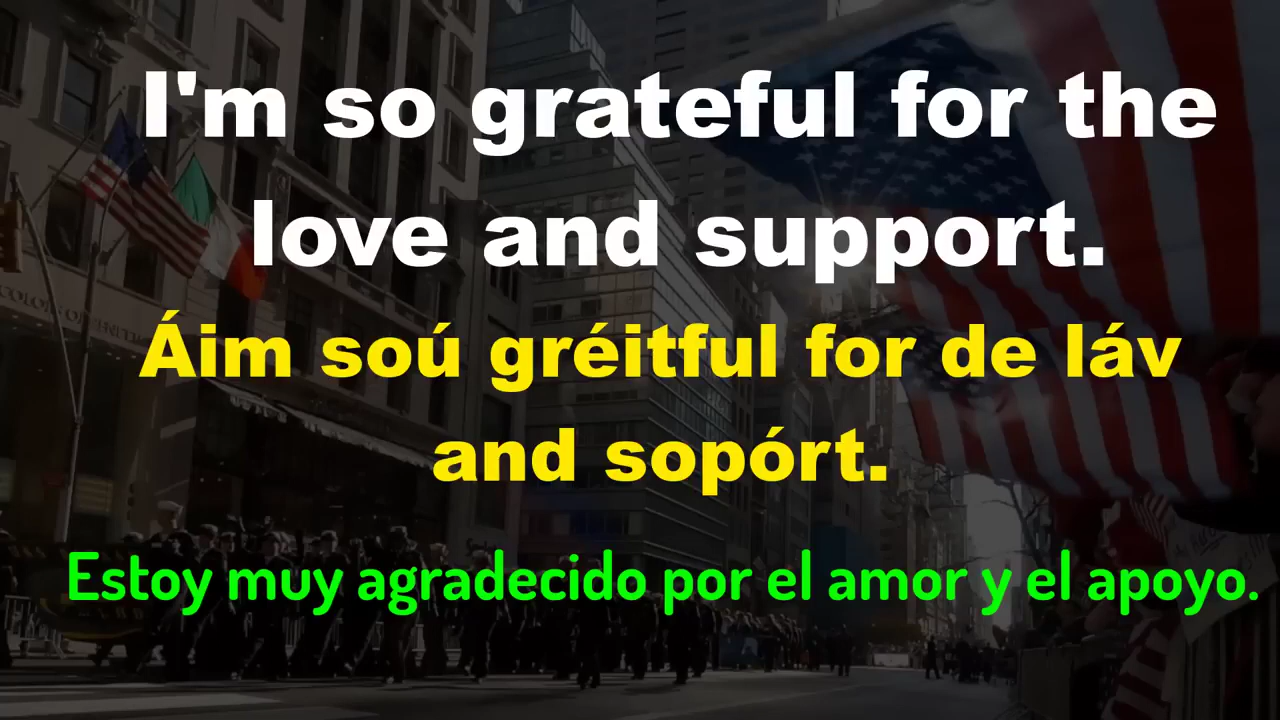 I'm so grateful for the
love and support.
Áim soú gréitful for de láv
and sopórt.
Estoy muy agradecido por el amor y el apoyo.